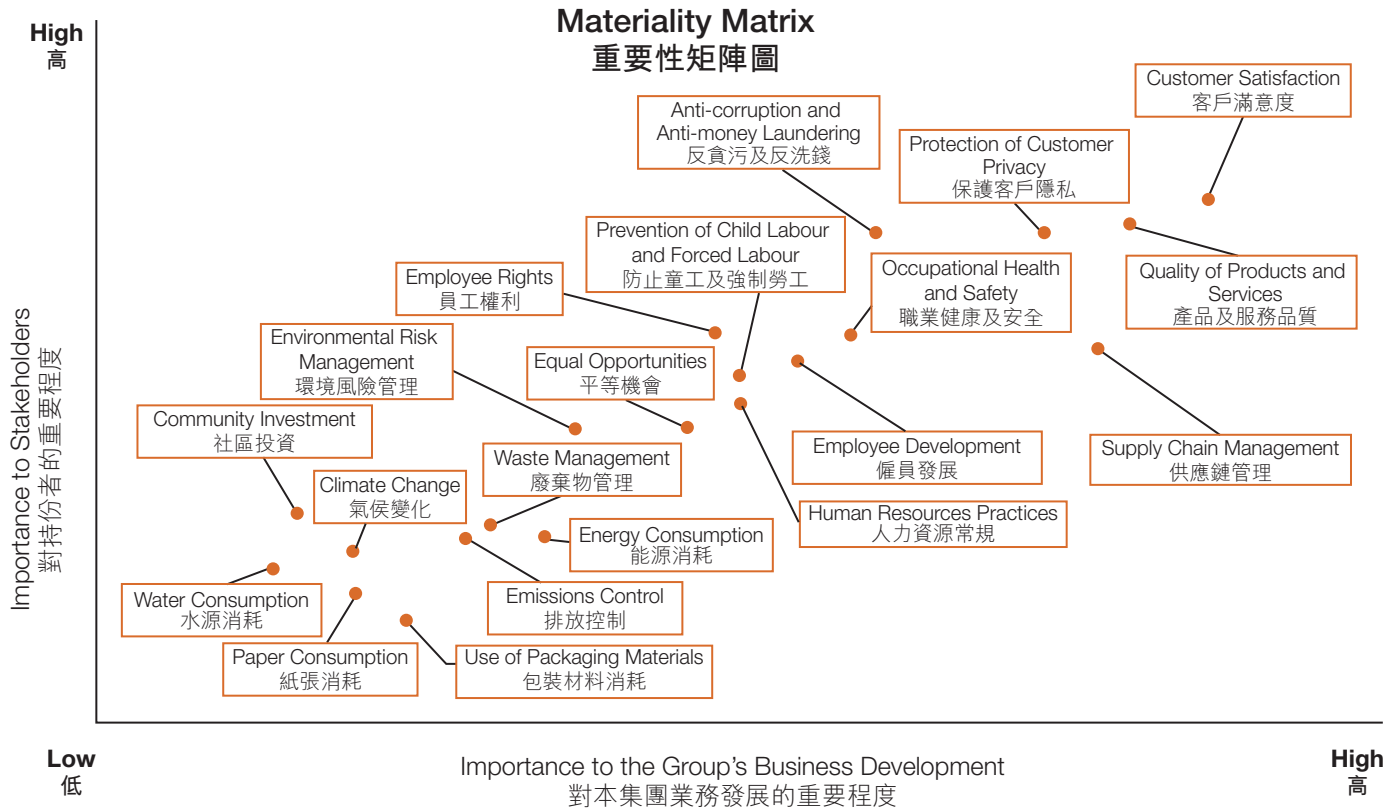 Materiality Matrix
重要性矩陣圖
High
高
Importance to Stakeholders
對持份者的重要程度
Customer Satisfaction
客戶滿意度
Anti-corruption and
Anti-money Laundering
反貪污及反洗錢
Protection of Customer
Privacy
保護客戶隱私
Prevention of Child Labour
and Forced Labour
防止童工及強制勞工
Employee Rights
員工權利
Occupational Health
and Safety
職業健康及安全
Quality of Products and
Services
產品及服務品質
Environmental Risk
Management
環境風險管理
Equal Opportunities
平等機會
Community Investment
社區投資
Waste Management
廢棄物管理
Employee Development
僱員發展
Supply Chain Management
供應鏈管理
Climate Change
氣侯變化
Energy Consumption
能源消耗
Human Resources Practices
人力資源常規
Water Consumption
水源消耗
Emissions Control
排放控制
Paper Consumption
紙張消耗
Use of Packaging Materials
包裝材料消耗
Low
低
Importance to the Group's Business Development
對本集團業務發展的重要程度
High
高